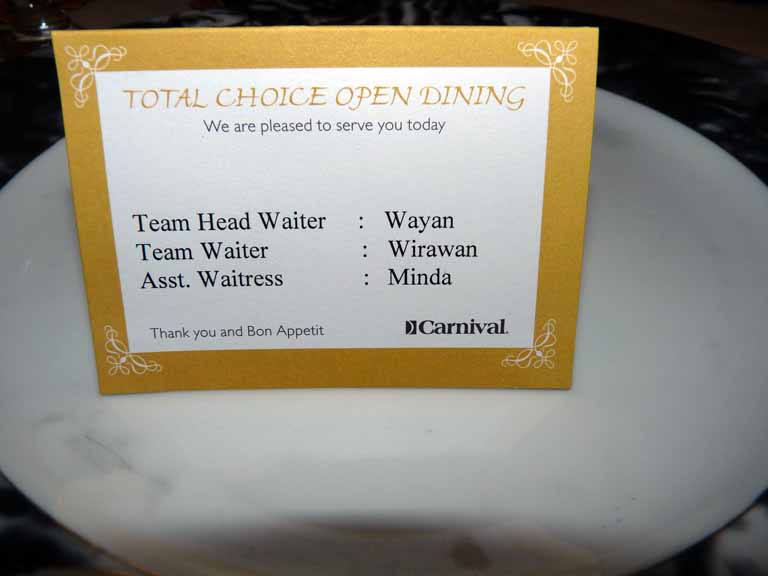 TOTAL CHOICE OPEN DINING
We are pleased to serve you today
Team Head Waiter : Wayan
Team Waiter : Wirawan
Asst. Waitress : Minda
Thank you and Bon Appetit Carnival.